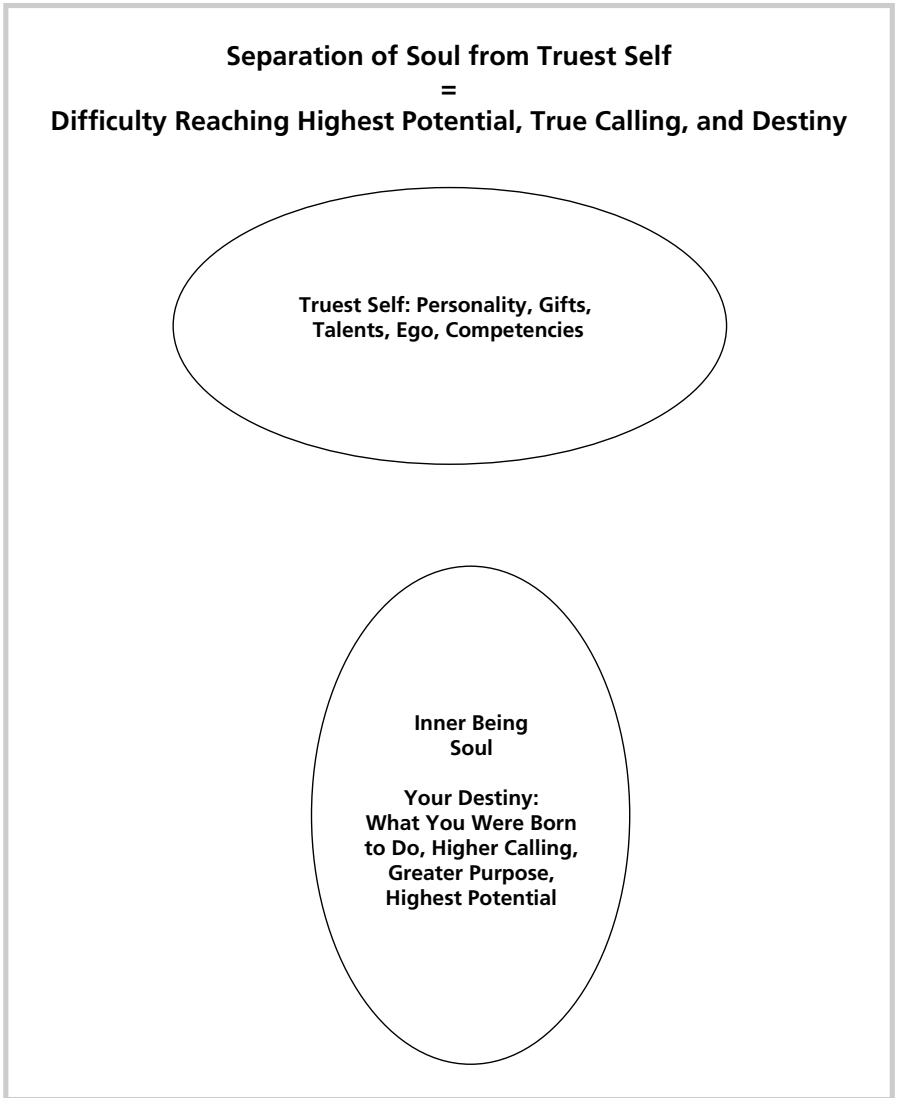 Separation of Soul from Truest Self
=
Difficulty Reaching Highest Potential, True Calling, and Destiny
Truest Self: Personality, Gifts,
Talents, Ego, Competencies
Inner Being
Soul
Your Destiny:
What You Were Born
to Do, Higher Calling,
Greater Purpose,
Highest Potential